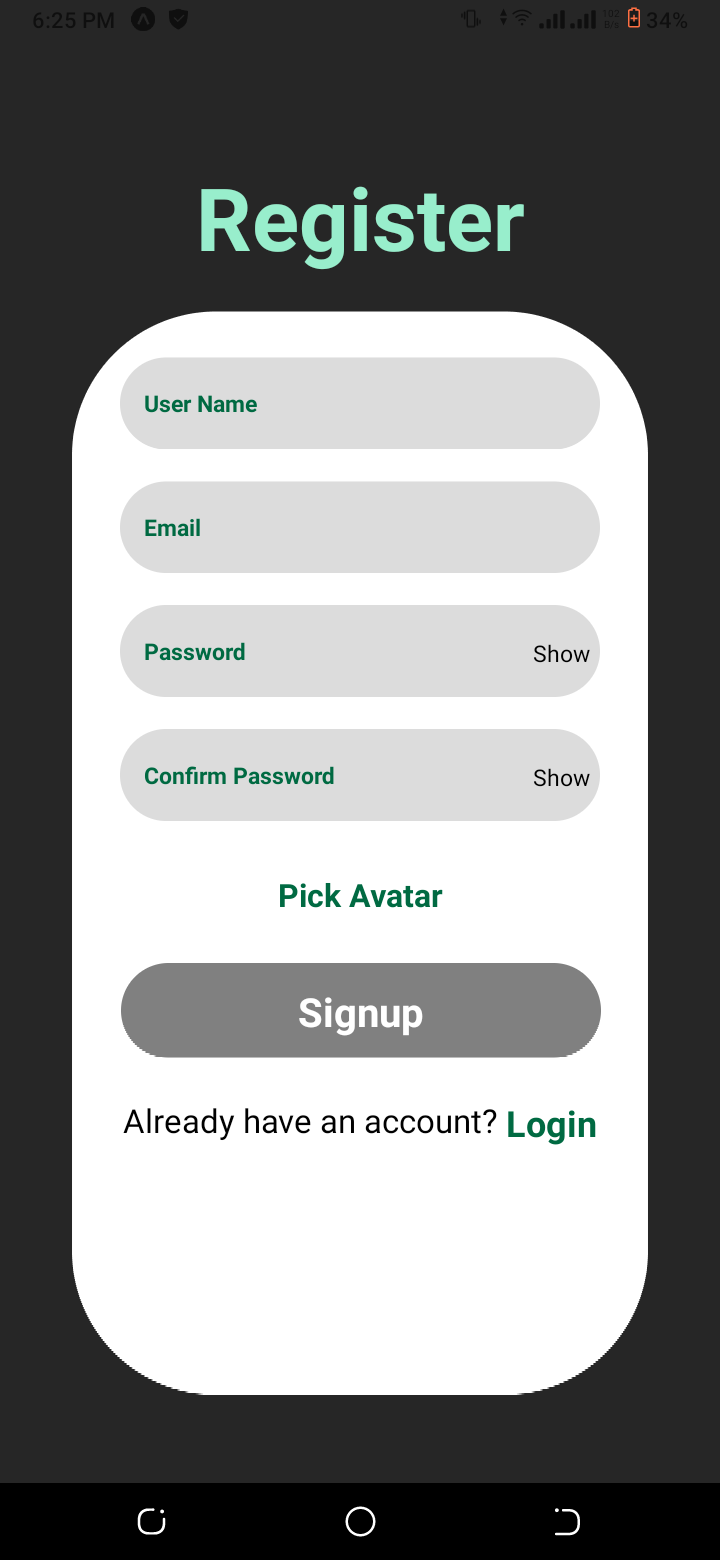 6:25 PM 102 B/s 34%
Register
User Name
Email
Password Show
Confirm Password Show
Pick Avatar
Signup
Already have an account? Login